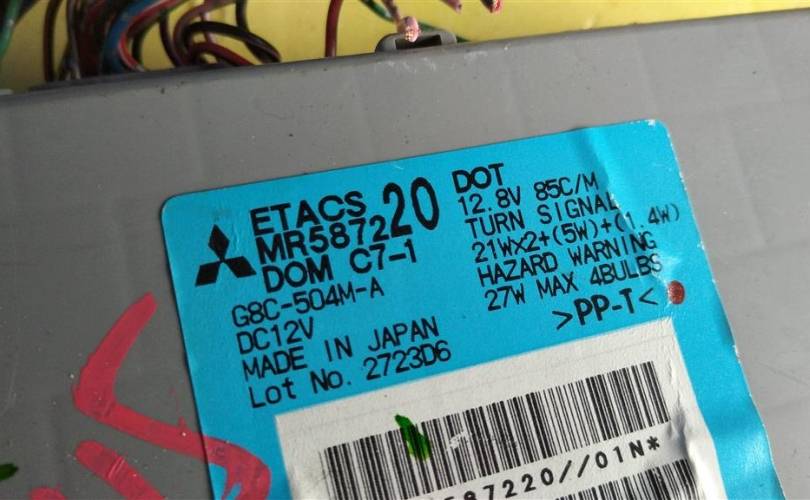 ETACS
MR587220
DOM C7-1
G8C-504M-A
DC12V
MADE IN JAPAN
Lot No. 2723D6
DOT
12.8V 85C/M
TURN SIGNAL
21WX2+(5W)+(1.4W)
HAZARD WARNING
27W MAX 4BULBS
>PP-T<
587220//01N*